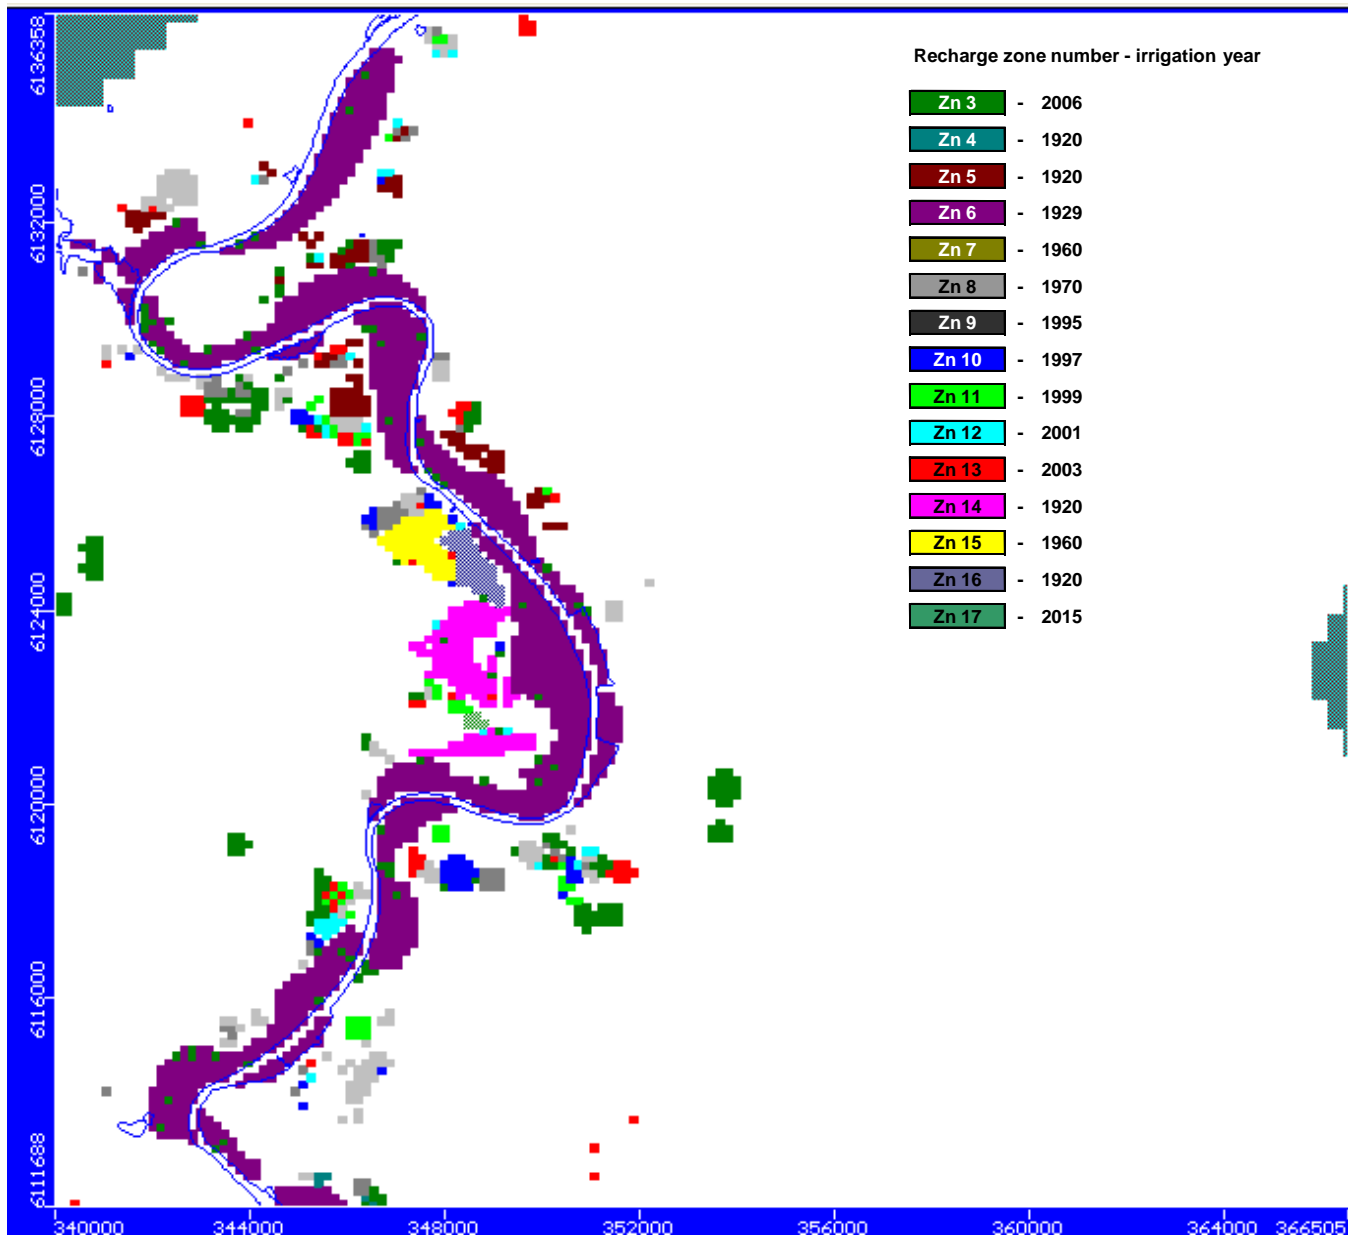 Recharge zone number - irrigation year
Zn 3 - 2006
Zn 4 - 1920
Zn 5 - 1920
Zn 6 - 1929
Zn 7 - 1960
Zn 8 - 1970
Zn 9 - 1995
Zn 10 - 1997
Zn 11 - 1999
Zn 12 - 2001
Zn 13 - 2003
Zn 14 - 1920
Zn 15 - 1960
Zn 16 - 1920
Zn 17 - 2015
6136358
6132000
6128000
6124000
6120000
6116000
6111688
340000 344000 348000 352000 356000 360000 364000 366505